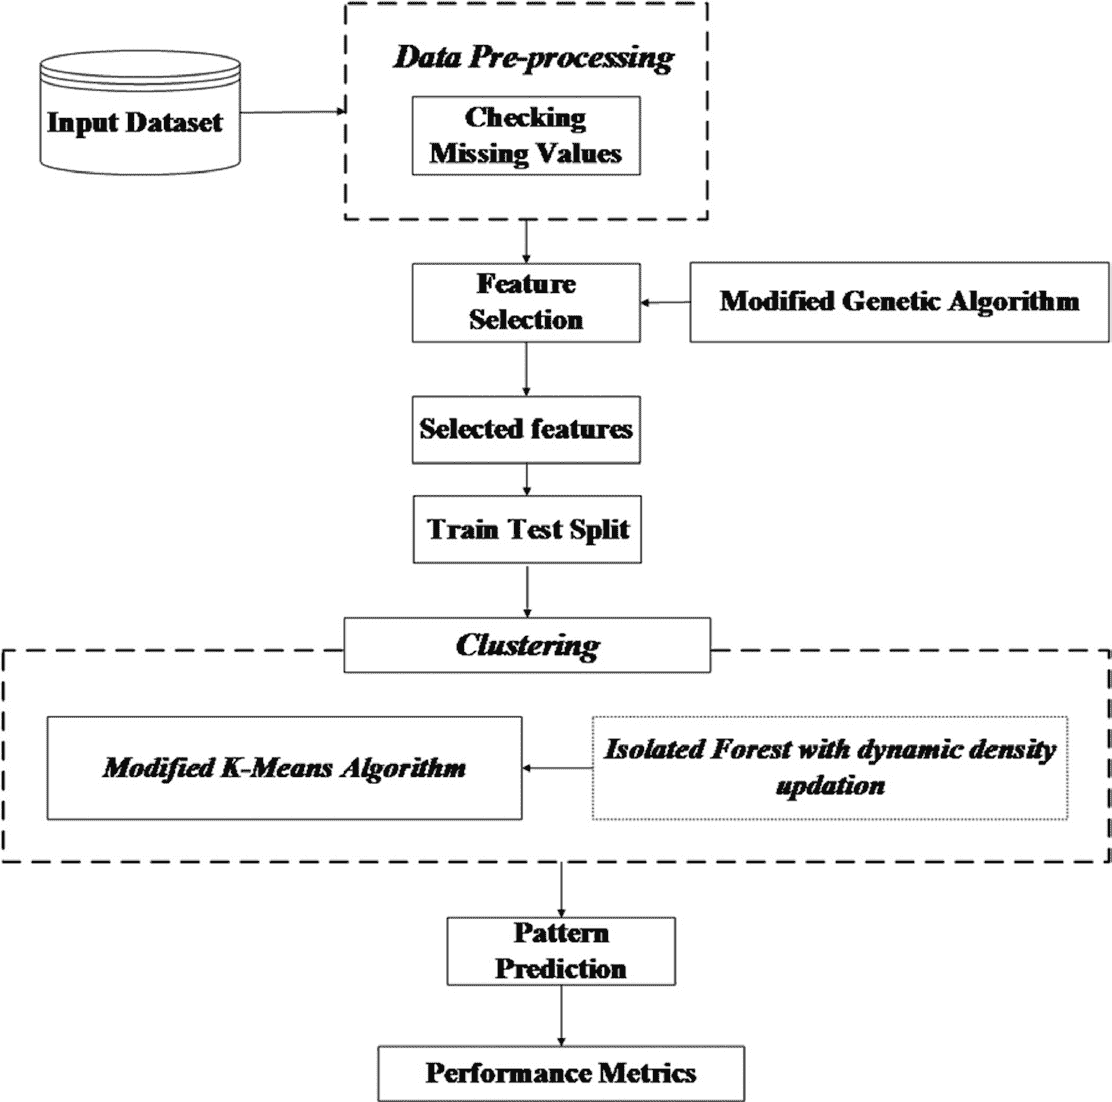 Data Pre-processing
Input Dataset
Checking
Missing Values
Feature
Selection
Modified Genetic Algorithm
Selected features
Train Test Split
Clustering
Modified K-Means Algorithm
Isolated Forest with dynamic density
updation
Pattern
Prediction
Performance Metrics